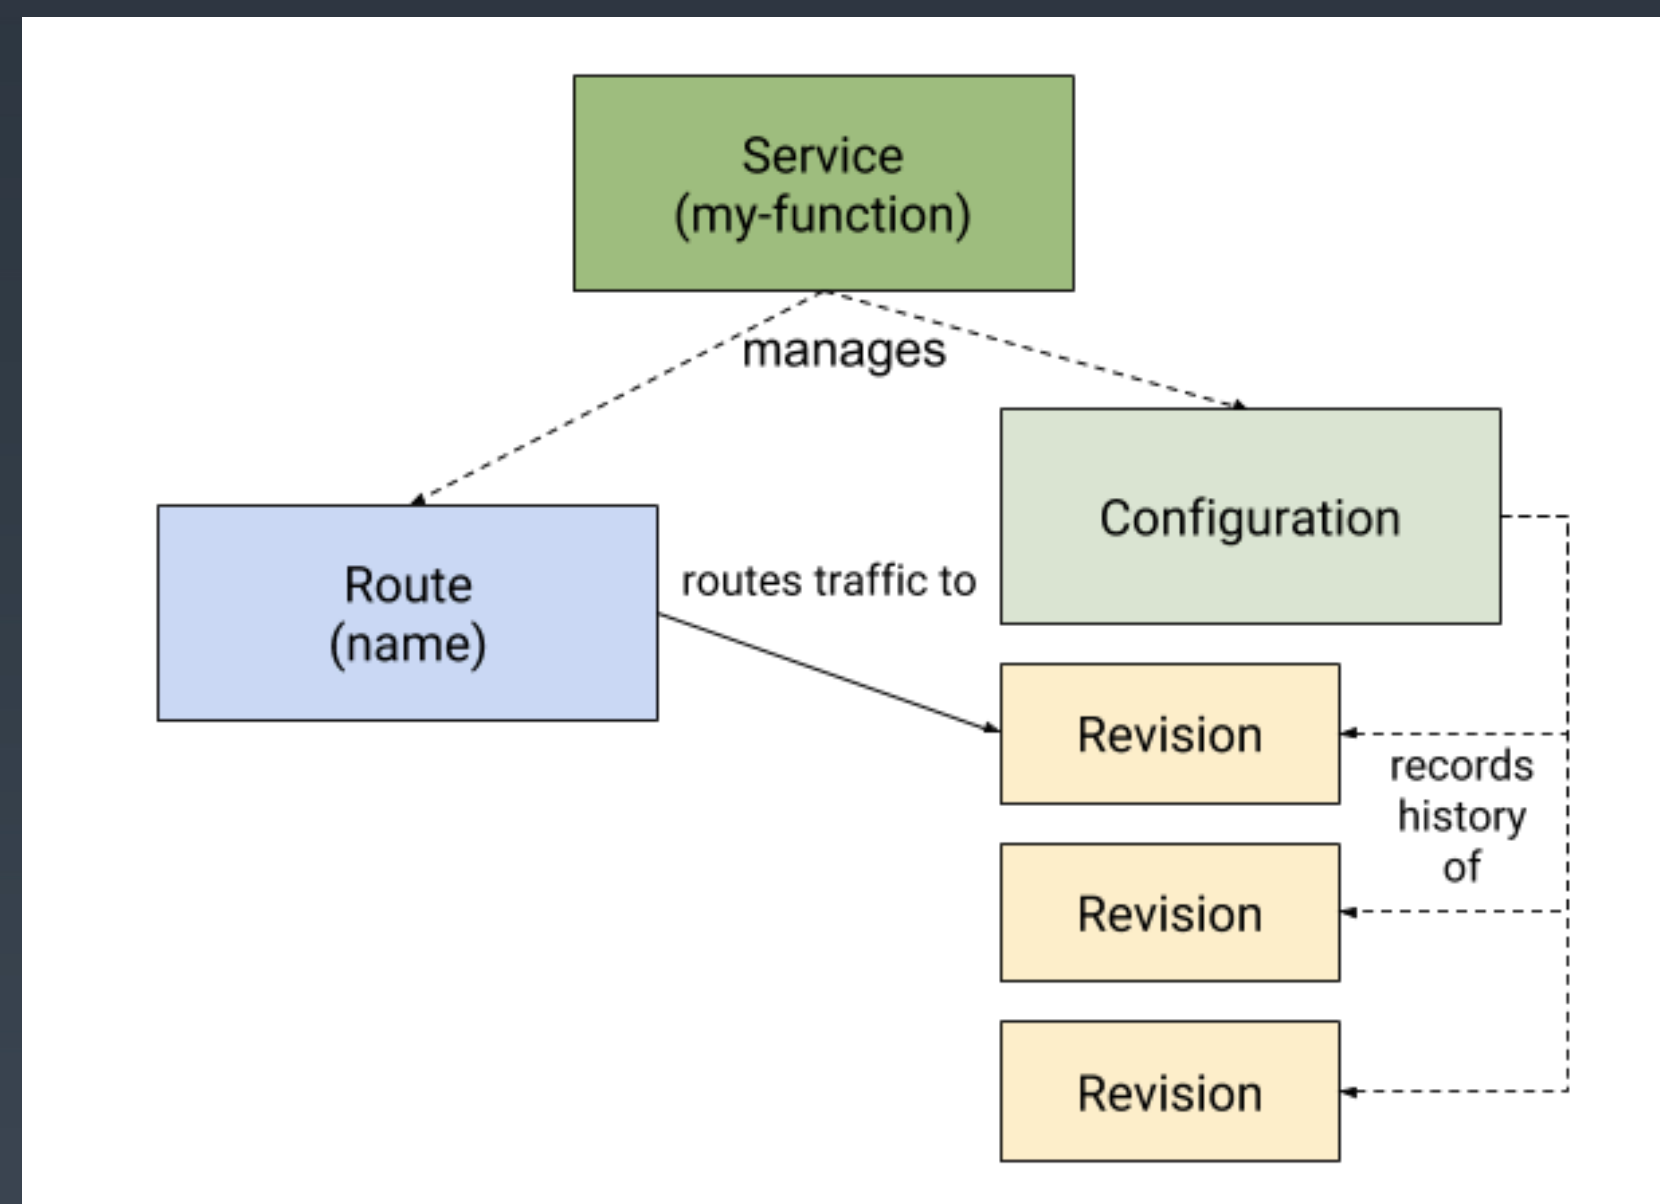 Service
(my-function)
manages
Configuration
Route
(name)
routes traffic to
Revision
records
history
of
Revision
Revision